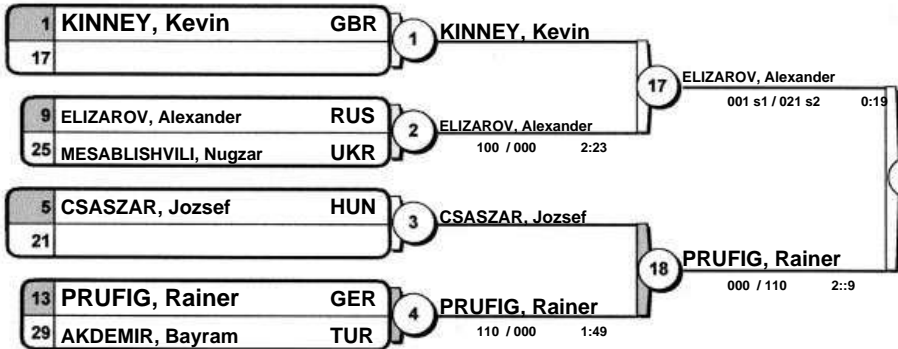 1 KINNEY, Kevin GBR
17
1 KINNEY, Kevin
9 ELIZAROV, Alexander RUS
25 MESABLISHVILI, Nugzar UKR
2 ELIZAROV, Alexander
100 / 000 2:23
17 ELIZAROV, Alexander
001 s1 / 021 s2 0:19
5 CSASZAR, Jozsef HUN
21
3 CSASZAR, Jozsef
13 PRUFIG, Rainer GER
29 AKDEMIR, Bayram TUR
4 PRUFIG, Rainer
110 / 000 1:49
18 PRUFIG, Rainer
000 / 110 2::9